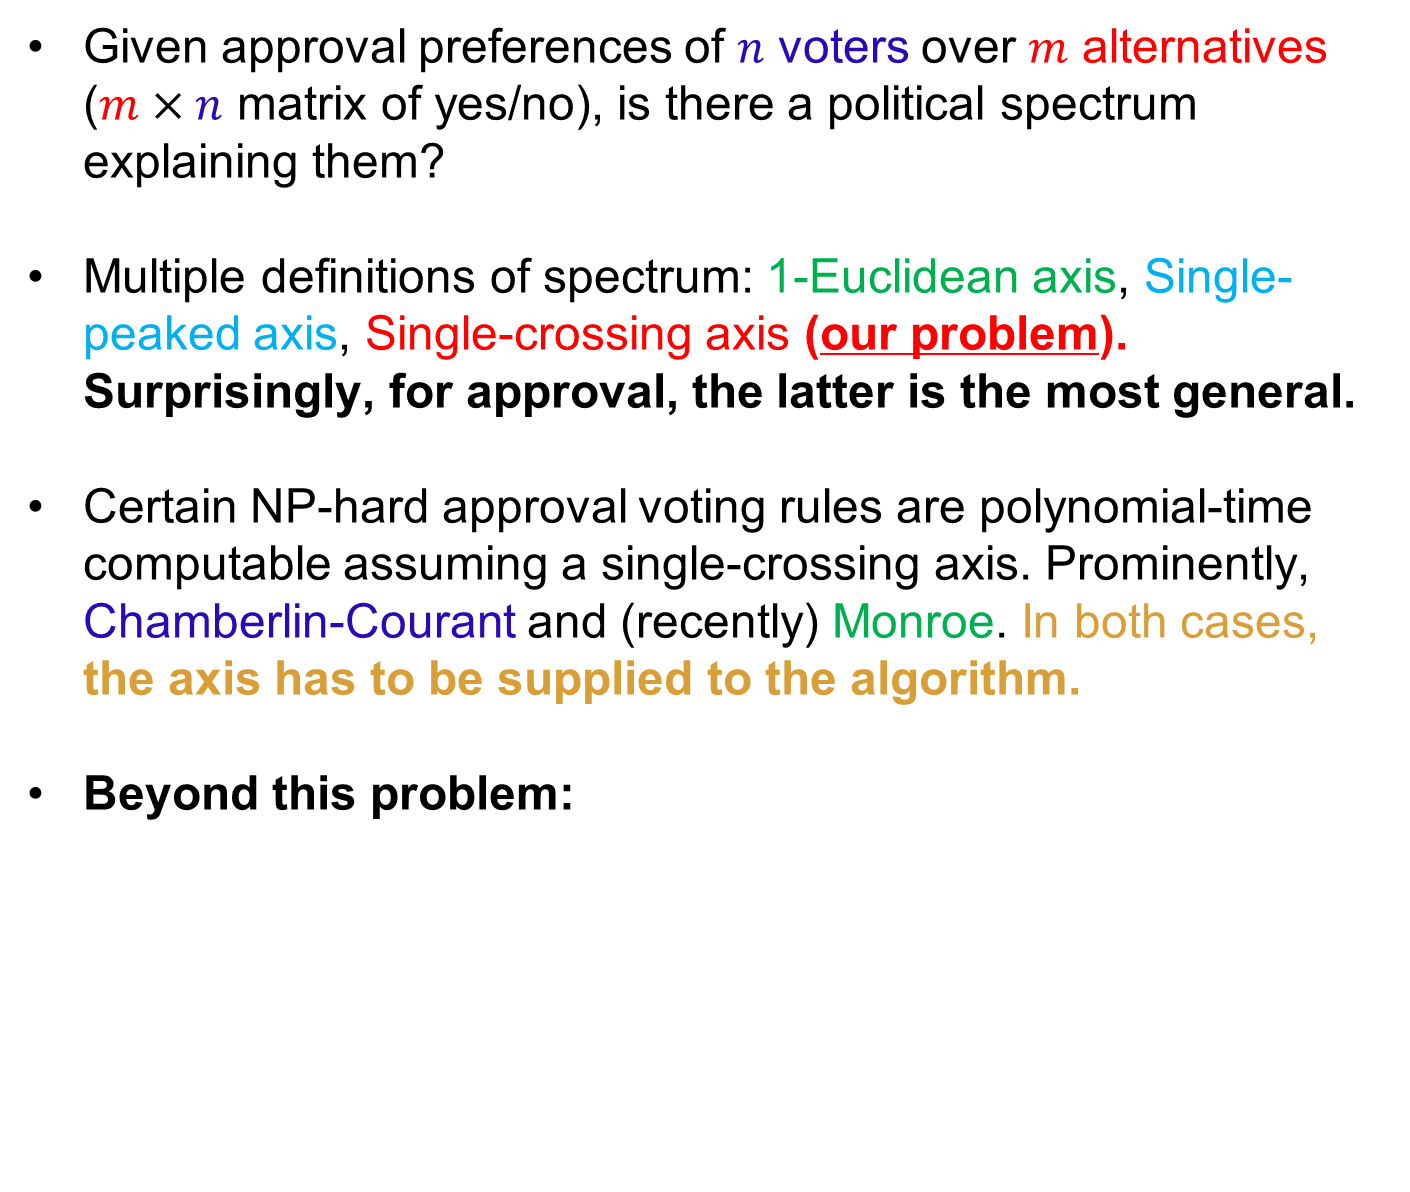 • Given approval preferences of n voters over m alternatives
(m × n matrix of yes/no), is there a political spectrum
explaining them?
• Multiple definitions of spectrum: 1-Euclidean axis, Single-
peaked axis, Single-crossing axis (our problem).
Surprisingly, for approval, the latter is the most general.
• Certain NP-hard approval voting rules are polynomial-time
computable assuming a single-crossing axis. Prominently,
Chamberlin-Courant and (recently) Monroe. In both cases,
the axis has to be supplied to the algorithm.
• Beyond this problem: